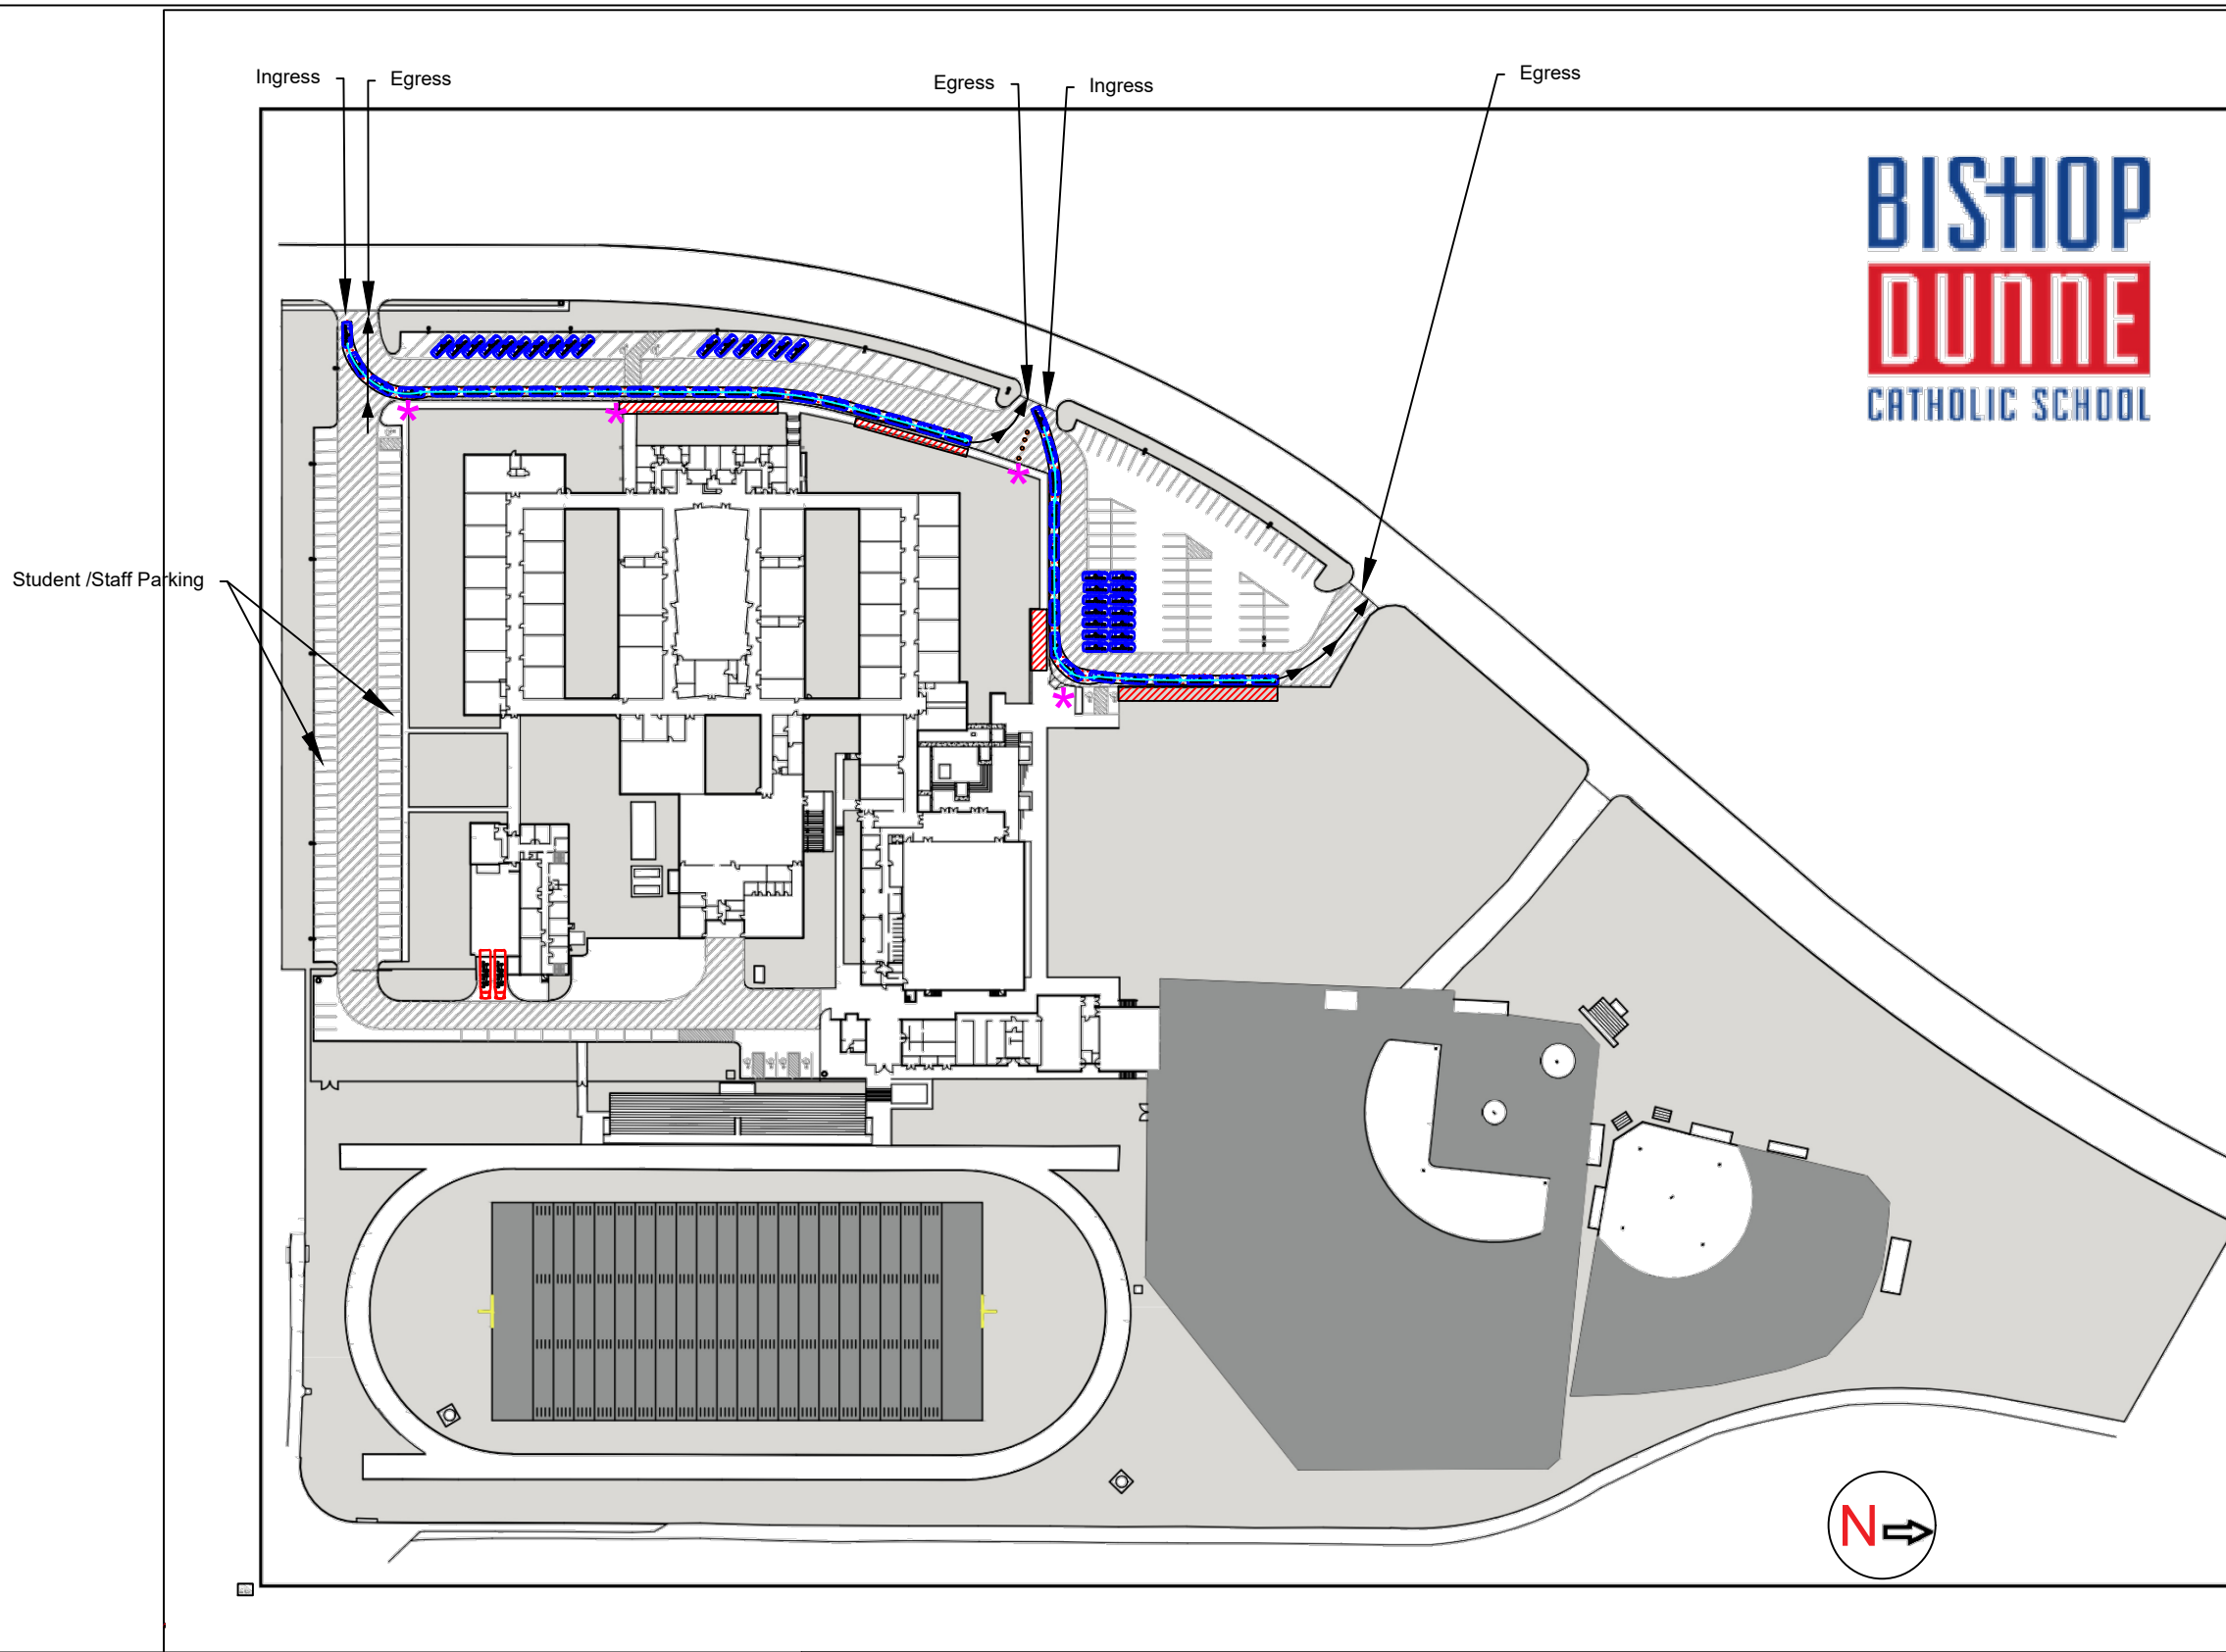 Ingress
Egress
Egress
Ingress
Egress
BISHOP
DUNNE
CATHOLIC SCHOOL
Student /Staff Parking
N